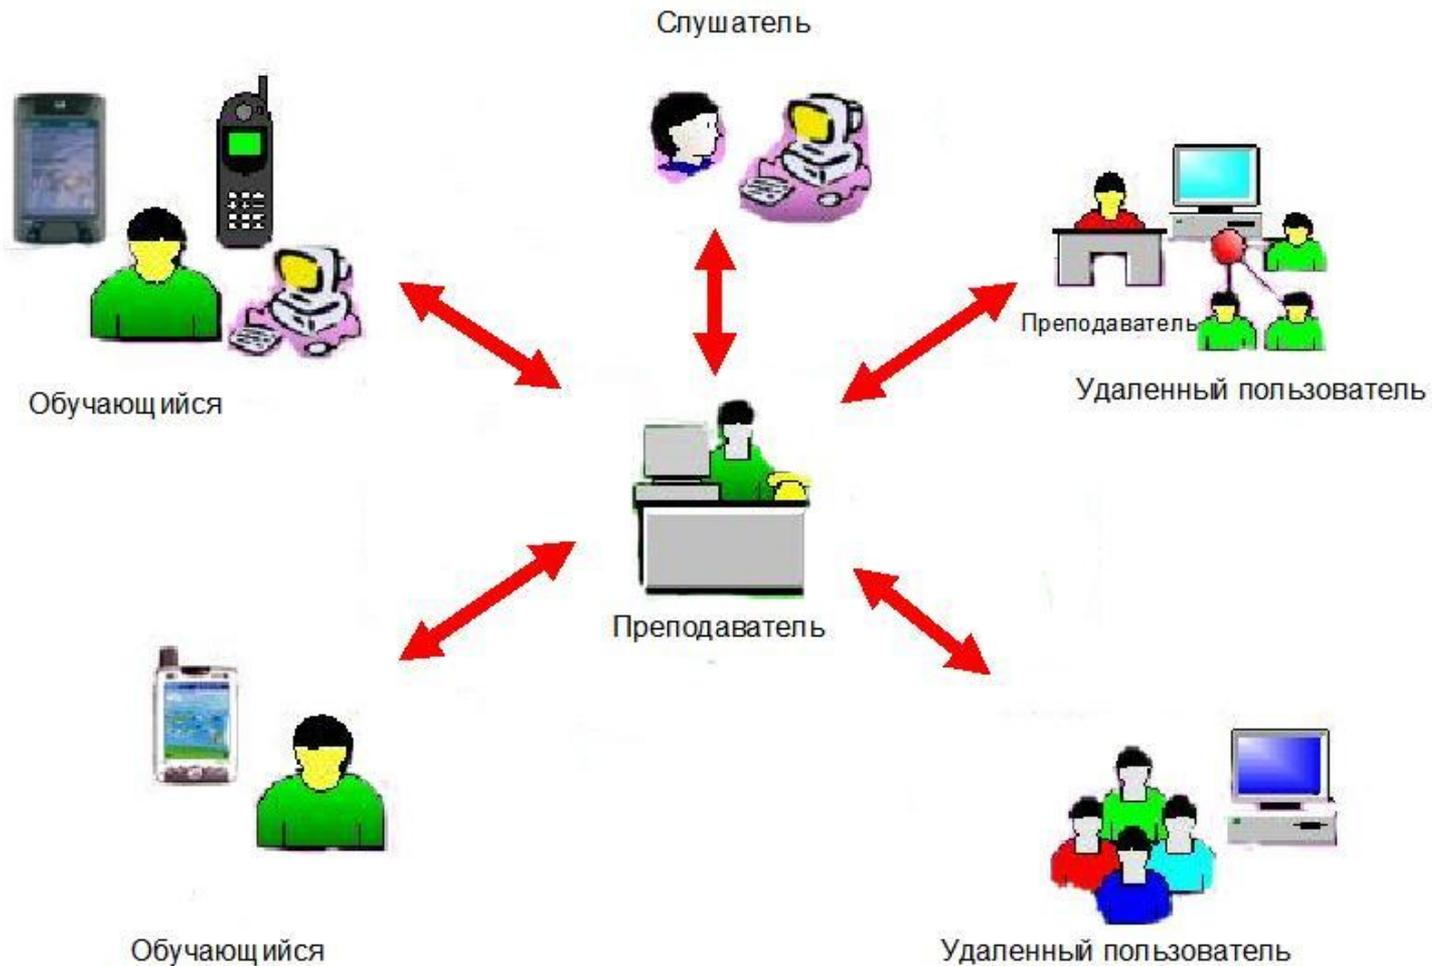 Слушатель
Преподаватель
Обучающийся
Удаленный пользователь
Преподаватель
Обучающийся
Удаленный пользователь